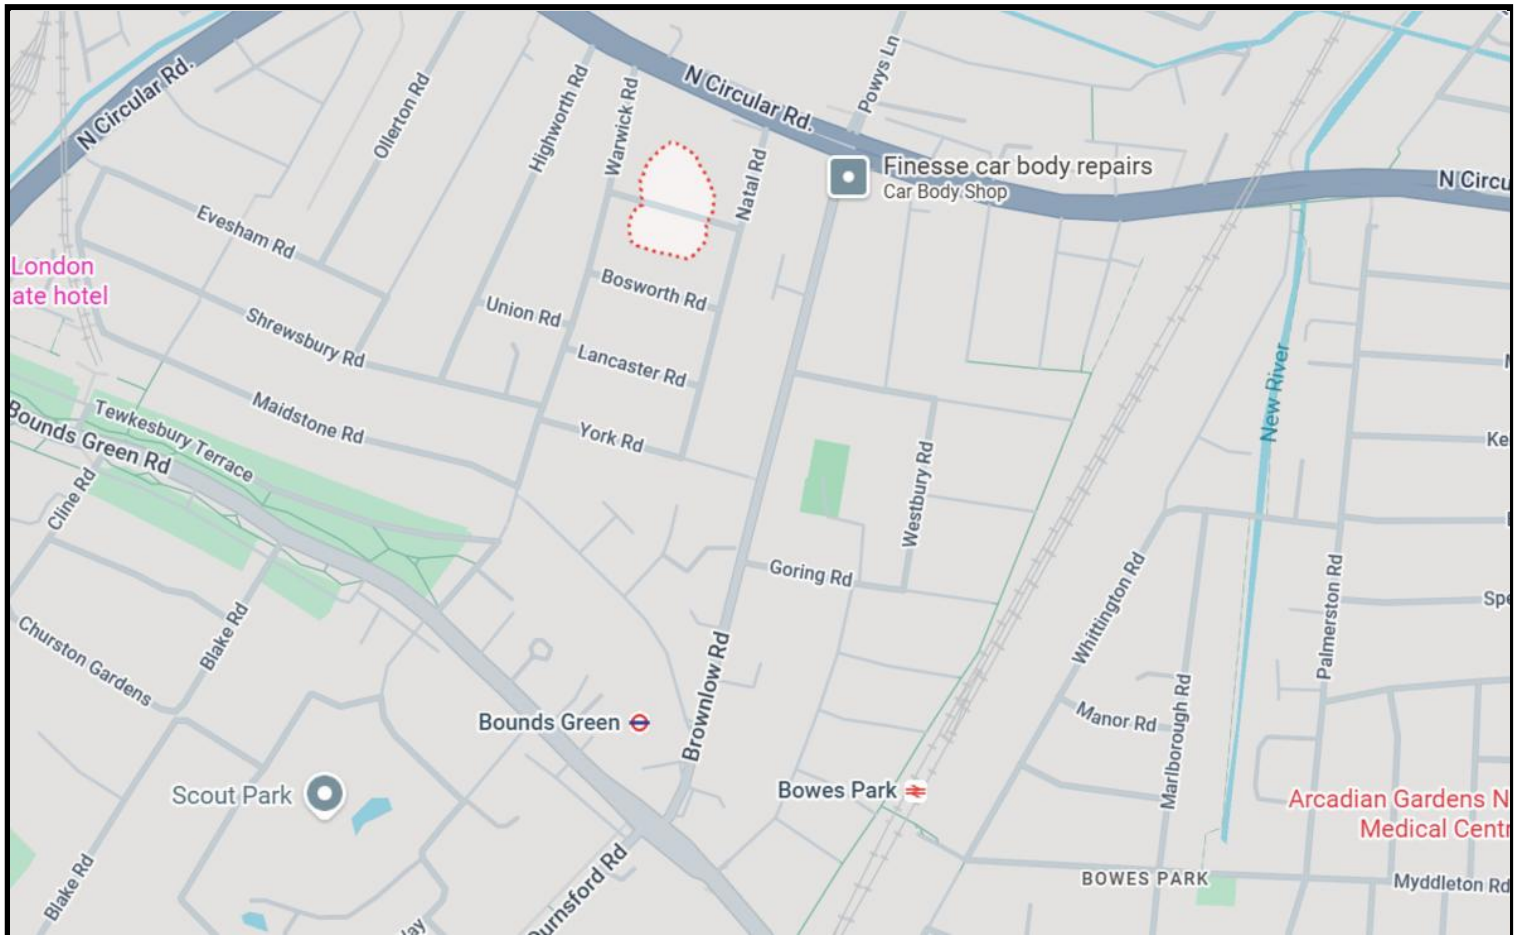 N Circular Rd.
Ollerton Rd
Highworth Rd
Warwick Rd
N Circular Rd.
Powys Ln
Natal Rd
Finesse car body repairs
Car Body Shop
N Circu
Evesham Rd
London
ate hotel
Shrewsbury Rd
Union Rd
Bosworth Rd
Lancaster Rd
York Rd
Maidstone Rd
Tewkesbury Terrace
Bounds Green Rd
Cline Rd
Westbury Rd
New River
Ke
Goring Rd
Whittington Rd
Palmerston Rd
Spe
Churston Gardens
Blake Rd
Bounds Green
Brownlow Rd
Manor Rd
Marlborough Rd
Scout Park
Bowes Park
Arcadian Gardens N
Medical Centr
Blake Rd
Durnsford Rd
BOWES PARK
Myddleton Rd